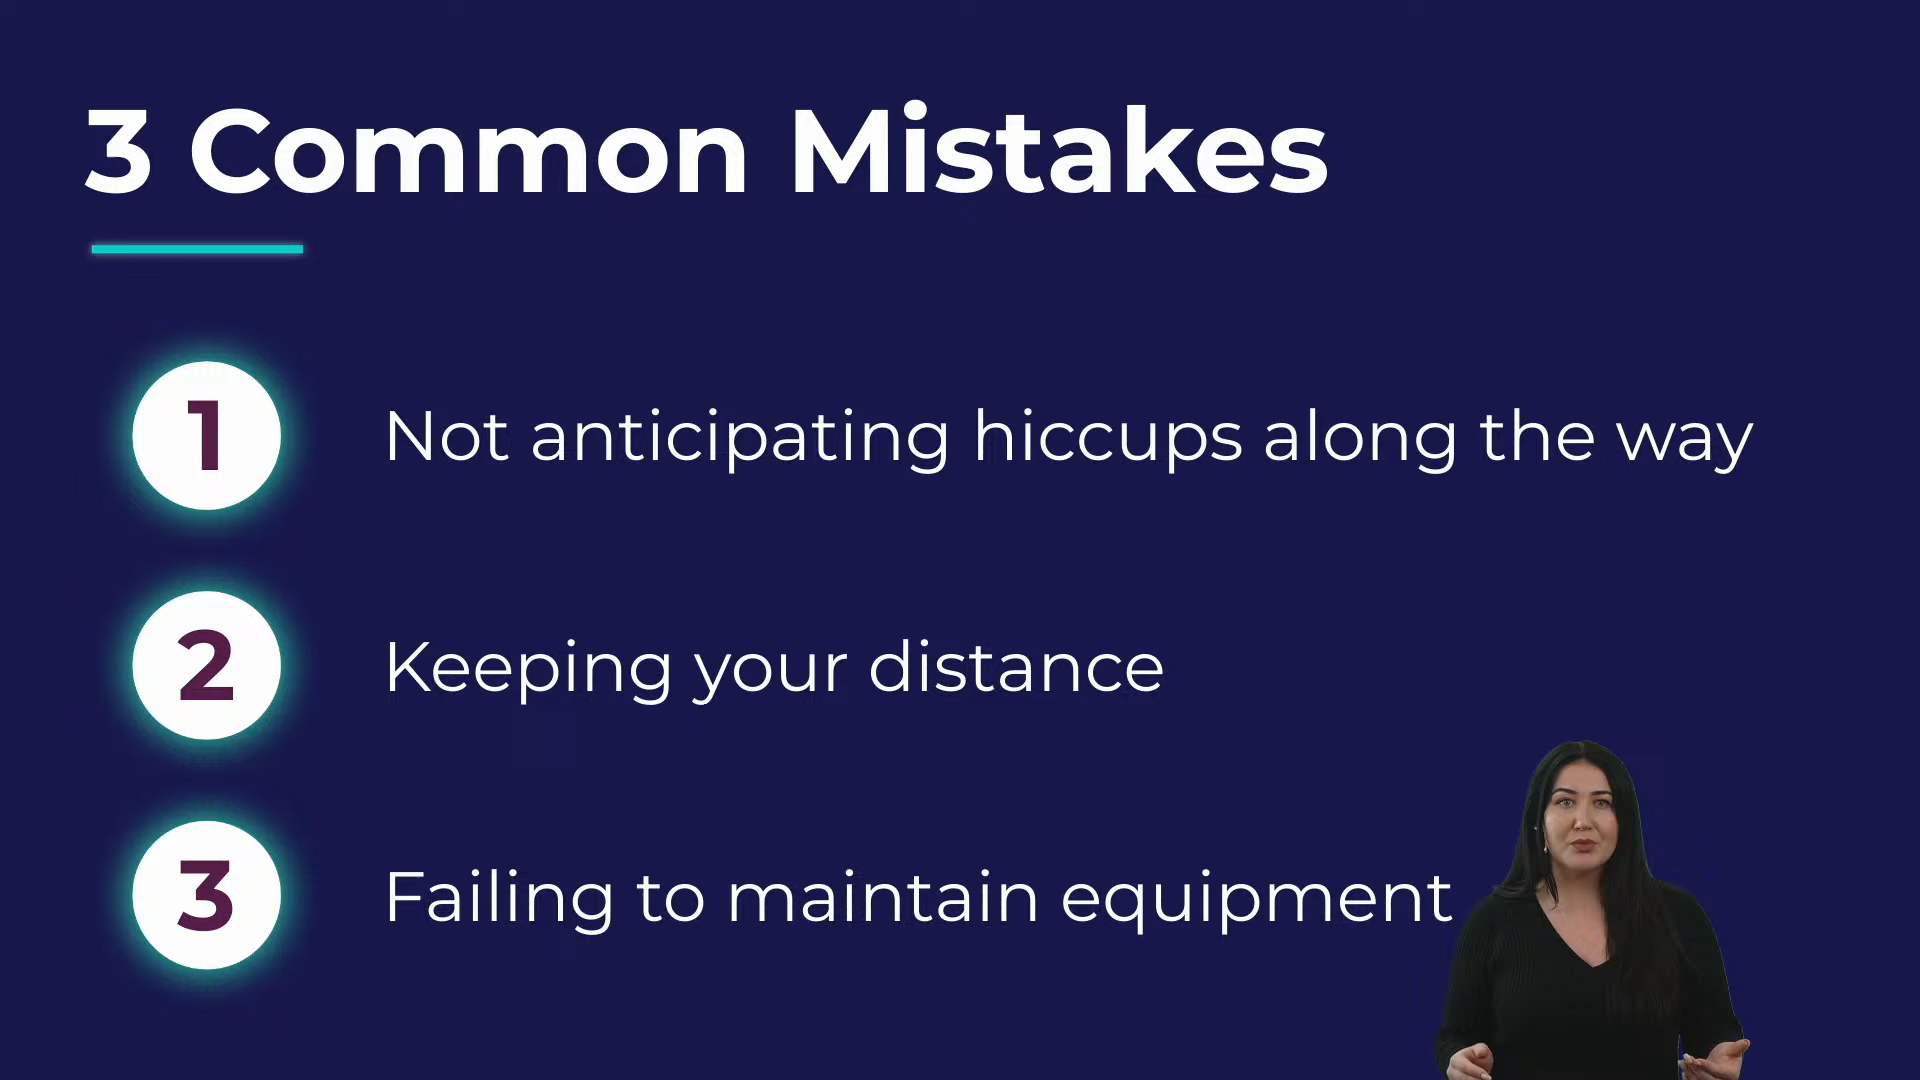 3 Common Mistakes
1 Not anticipating hiccups along the way
2 Keeping your distance
3 Failing to maintain equipment